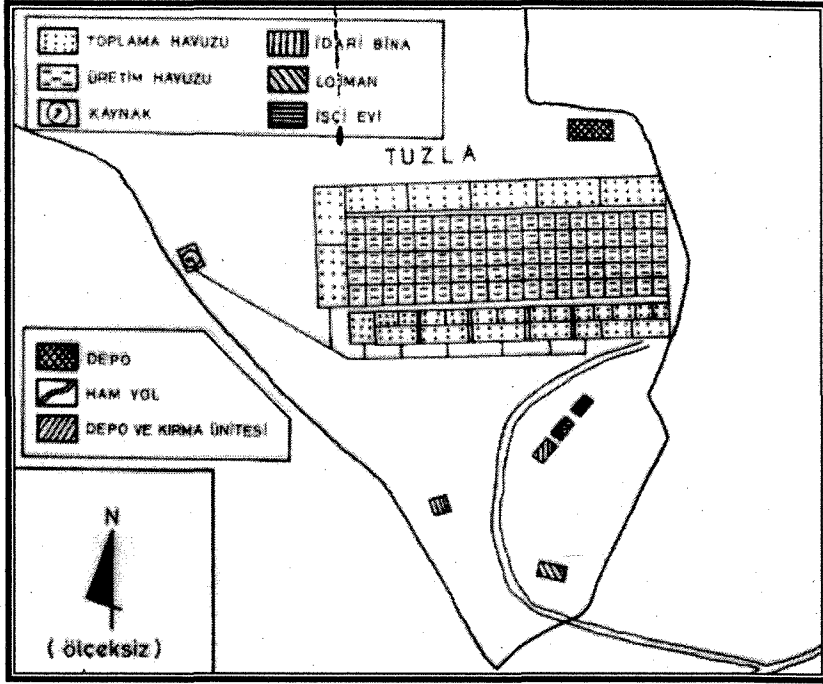 TOPLAMA HAVUZU
ÜRETİM HAVUZU
KAYNAK
İDARİ BİNA
LOJMAN
İŞÇİ EVİ
TUZLA
DEPO
HAM YOL
DEPO VE KIRMA ÜNİTESİ
N
(ölçeksiz)